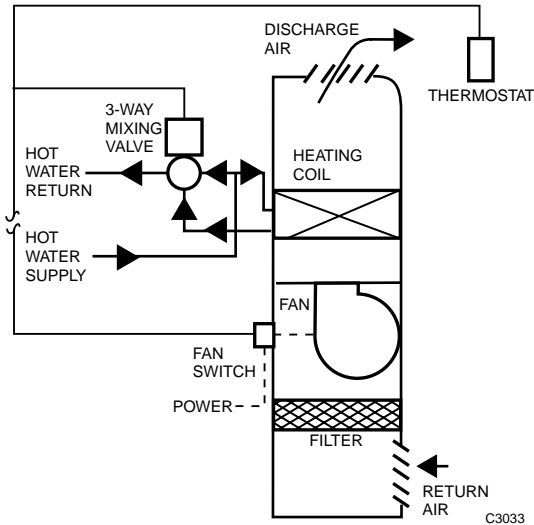 DISCHARGE
AIR
THERMOSTAT
3-WAY
MIXING
VALVE
HOT
WATER
RETURN
HEATING
COIL
HOT
WATER
SUPPLY
FAN
FAN
SWITCH
POWER
FILTER
RETURN
AIR
C3033